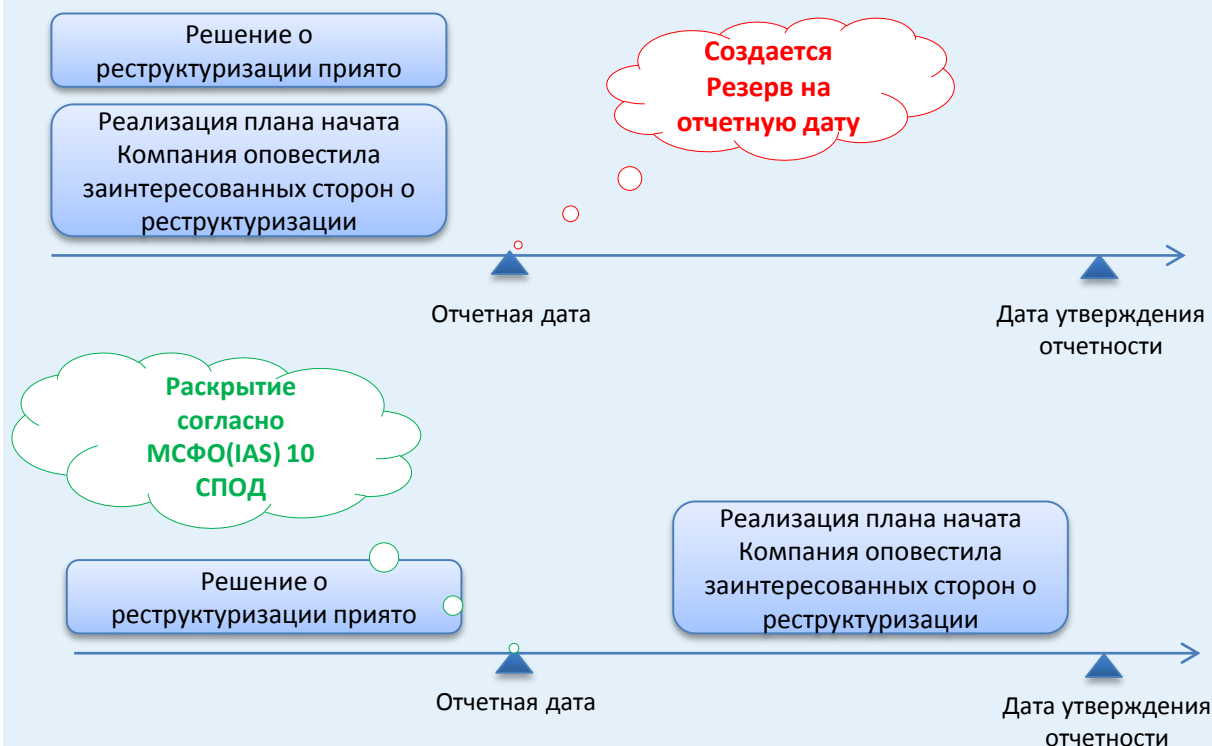 Решение о
реструктуризации приято
Реализация плана начата
Компания оповестила
заинтересованных сторон о
реструктуризации
Создается
Резерв на
отчетную дату
Отчетная дата
Дата утверждения
отчетности
Раскрытие
согласно
МСФО(IAS) 10
СПОД
Решение о
реструктуризации приято
Реализация плана начата
Компания оповестила
заинтересованных сторон о
реструктуризации
Отчетная дата
Дата утверждения
отчетности